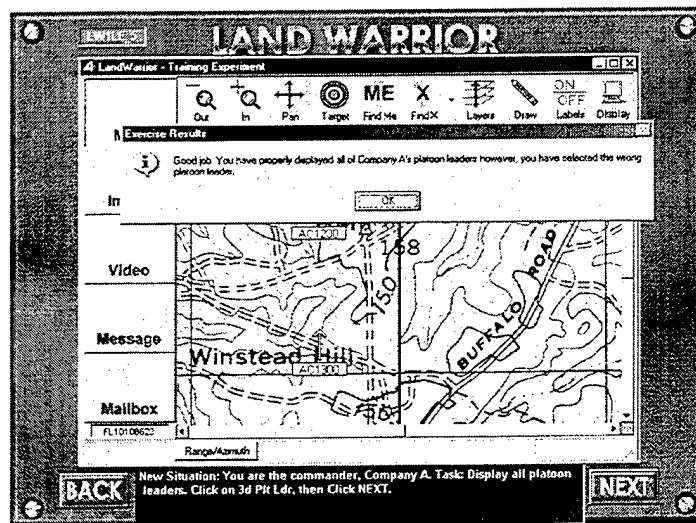 LAND WARRIOR
LandWarrior - Training Experiment
Out In Pan Target Find Me Find X Layers Draw Labels Display
ME X ON OFF
Exercise Results
Good job. You have properly displayed all of Company A's platoon leaders however, you have selected the wrong
platoon leader.
OK
AC1200
158
150
BUFFALO ROAD
Winstead Hill
AC1300
Video
Message
Mailbox
FL10108623
Range/Azimuth
BACK
New Situation: You are the commander, Company A. Task: Display all platoon
leaders. Click on 3d Plt Ldr, then Click NEXT.
NEXT